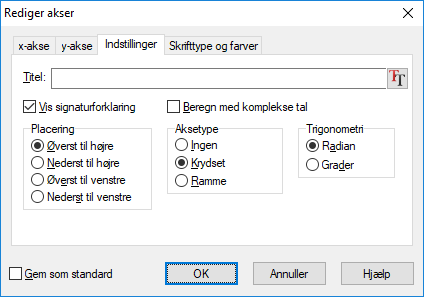 Rediger akser
x-akse y-akse Indstillinger Skrifttype og farver
Titel: TT
Vis signaturforklaring Beregn med komplekse tal
Placering Aksetype Trigonometri
Øverst til højre Ingen Radian
Nederst til højre Krydset Grader
Øverst til venstre Ramme
Nederst til venstre
Gem som standard OK Annuller Hjælp